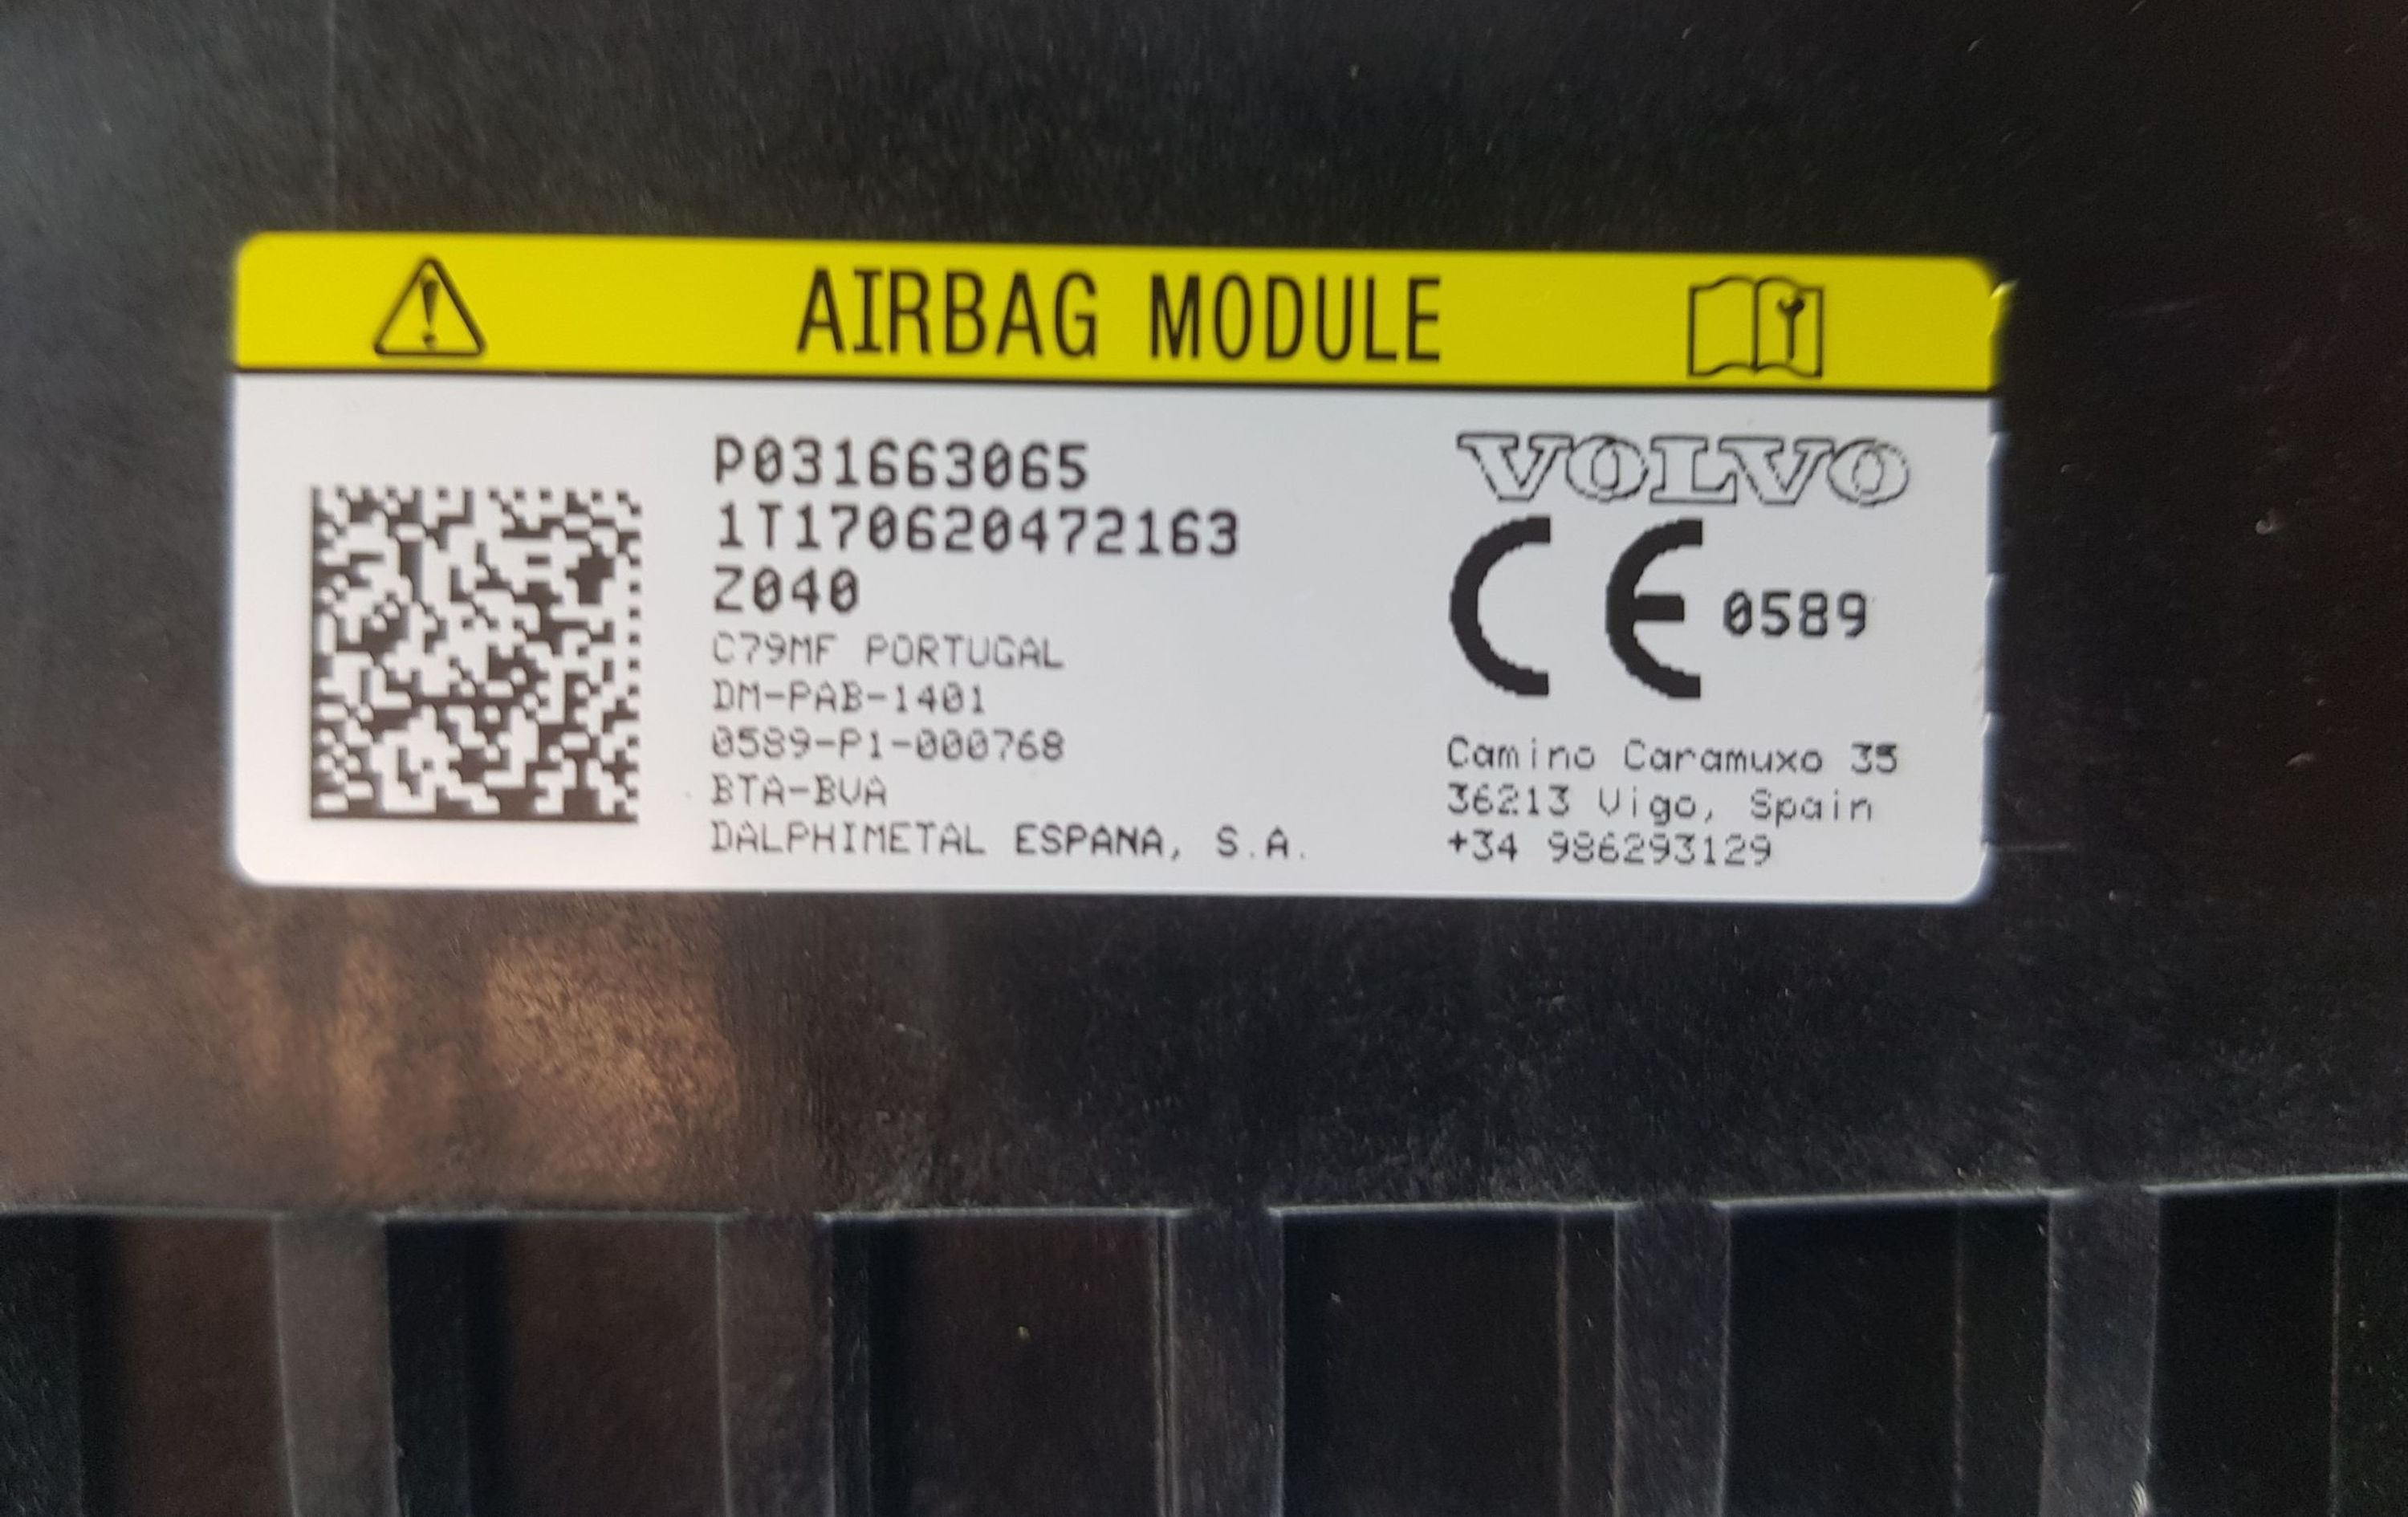 AIRBAG MODULE
P031663065
1T170620472163
Z040
C79MF PORTUGAL
DM-PAB-1401
0589-P1-000768
BTA-BVA
DALPHIMETAL ESPANA, S.A.
VOLVO
CE 0589
Camino Caramuxo 35
36213 Vigo, Spain
+34 986293129